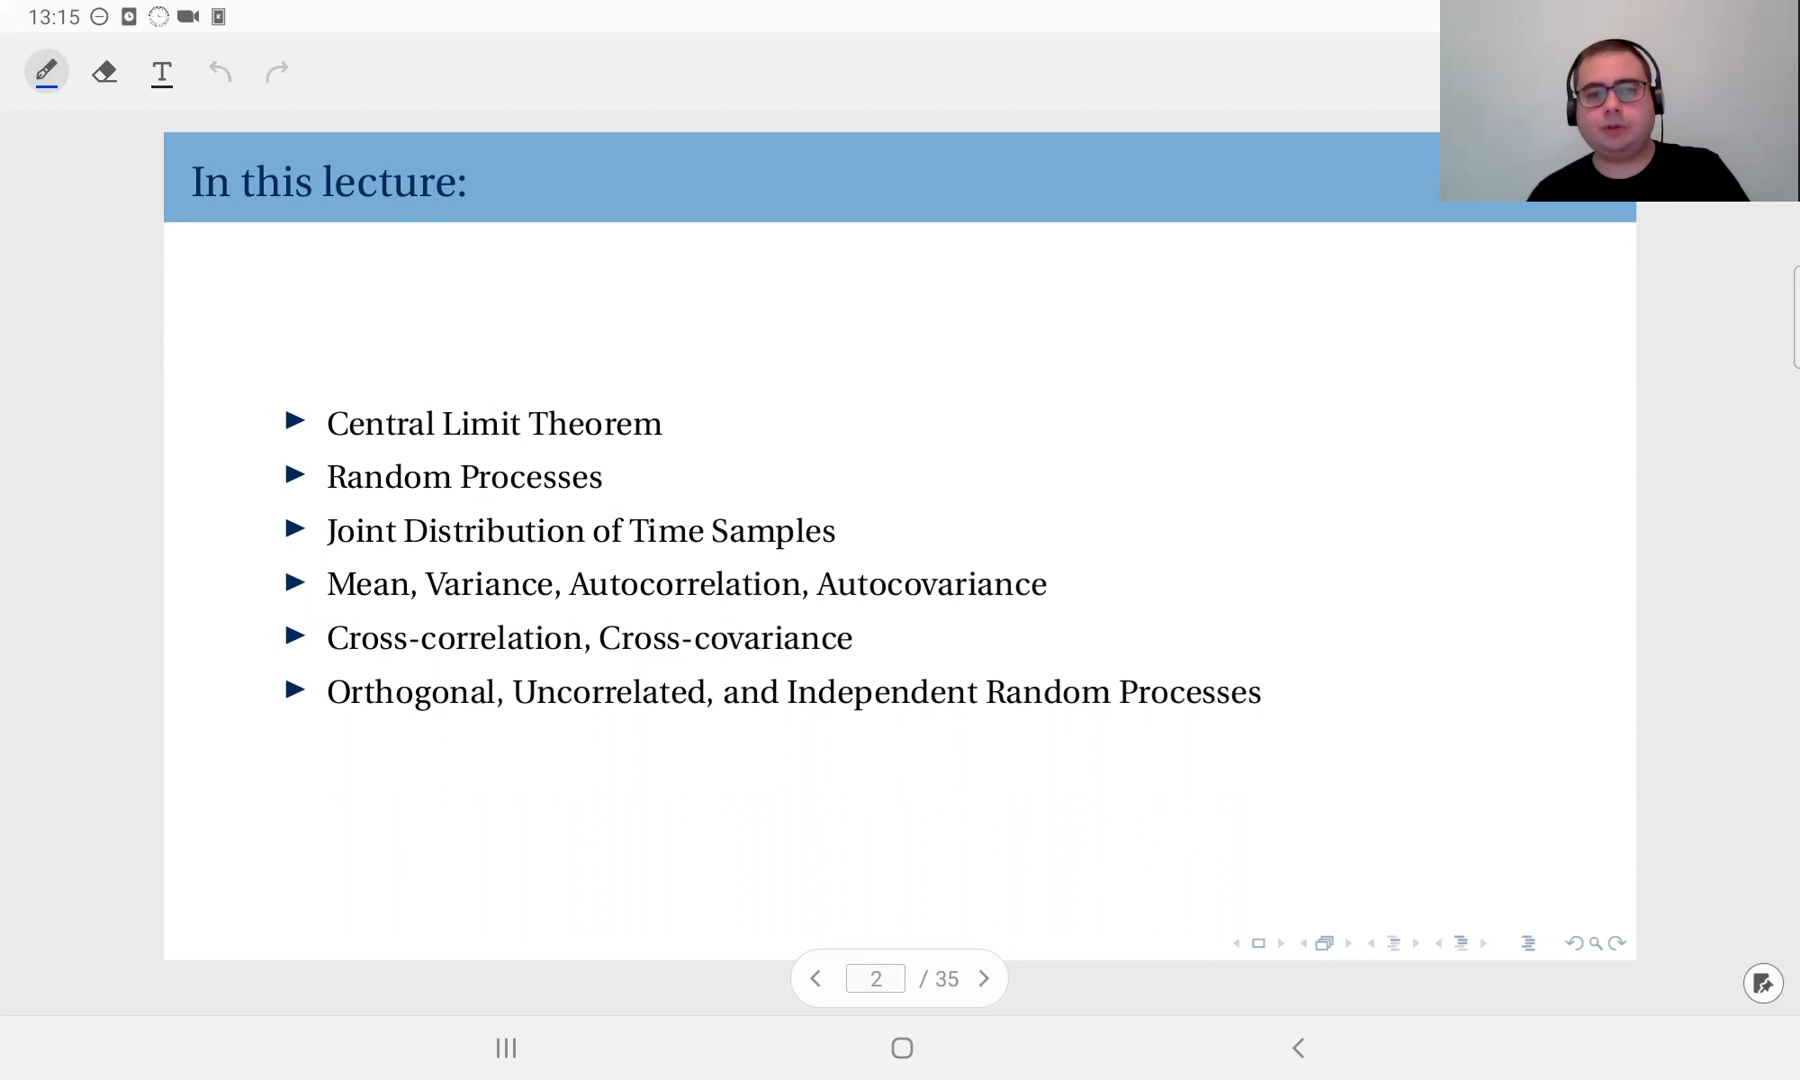 13:15
In this lecture:
Central Limit Theorem
Random Processes
Joint Distribution of Time Samples
Mean, Variance, Autocorrelation, Autocovariance
Cross-correlation, Cross-covariance
Orthogonal, Uncorrelated, and Independent Random Processes
2 / 35